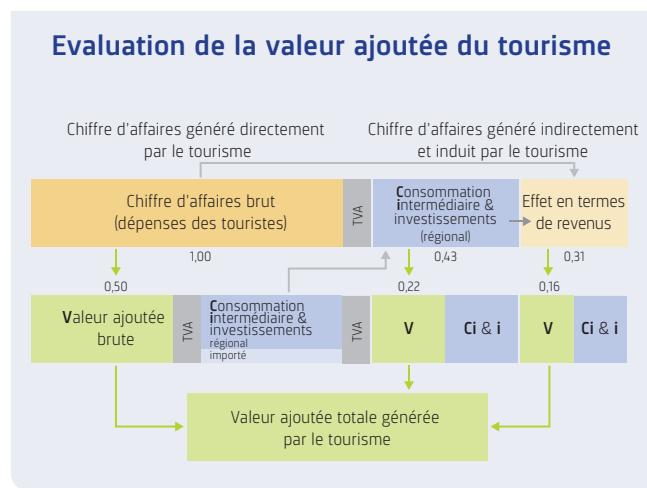 Evaluation de la valeur ajoutée du tourisme
Chiffre d'affaires généré directement
par le tourisme
Chiffre d'affaires généré indirectement
et induit par le tourisme
Chiffre d'affaires brut
(dépenses des touristes)
TVA
Consommation
intermédiaire &
investissements
(régional)
Effet en termes
de revenus
1,00
0,43
0,31
0,50
0,22
0,16
Valeur ajoutée
brute
TVA
Consommation
intermédiaire &
investissements
régional
importé
TVA
V
Ci & i
V
Ci & i
Valeur ajoutée totale générée
par le tourisme